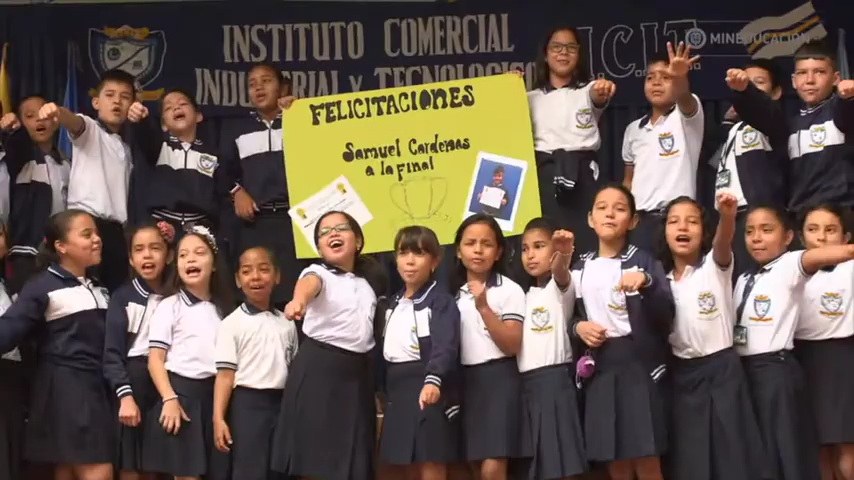 INSTITUTO COMERCIAL
INDUSTRIAL Y TECNOLOGICO
ICIT
MINEDUCACIÓN
FELICITACIONES
Samuel Cardenas
a la final